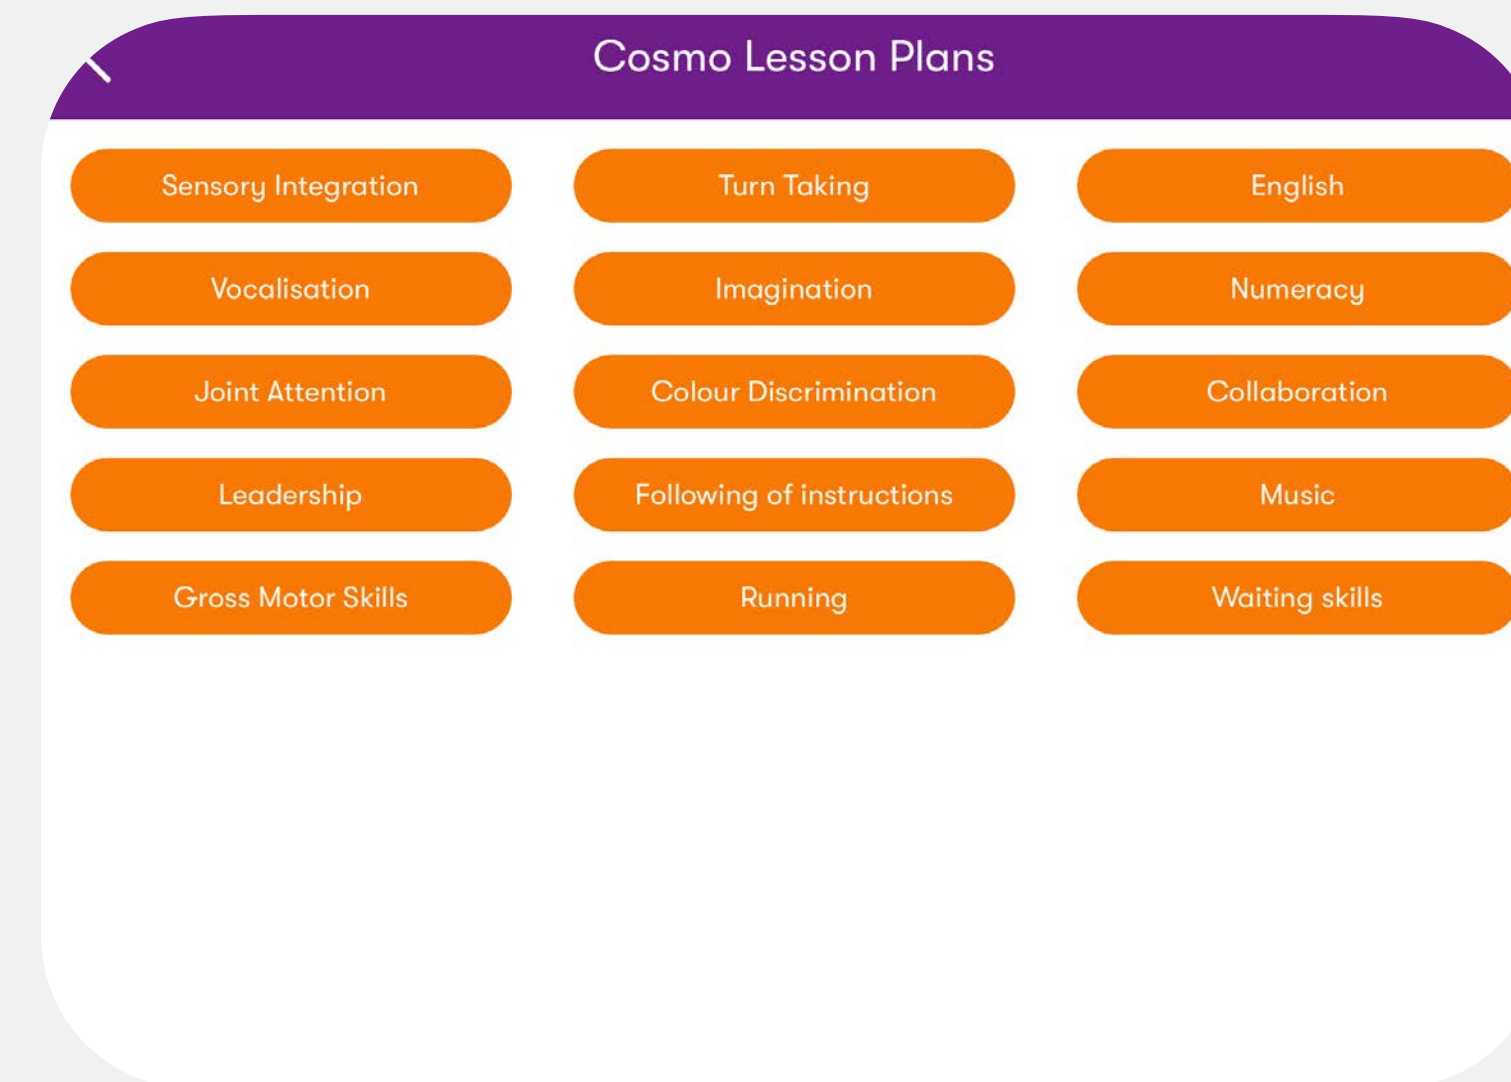 Cosmo Lesson Plans
Sensory Integration
Turn Taking
English
Vocalisation
Imagination
Numeracy
Joint Attention
Colour Discrimination
Collaboration
Leadership
Following of instructions
Music
Gross Motor Skills
Running
Waiting skills